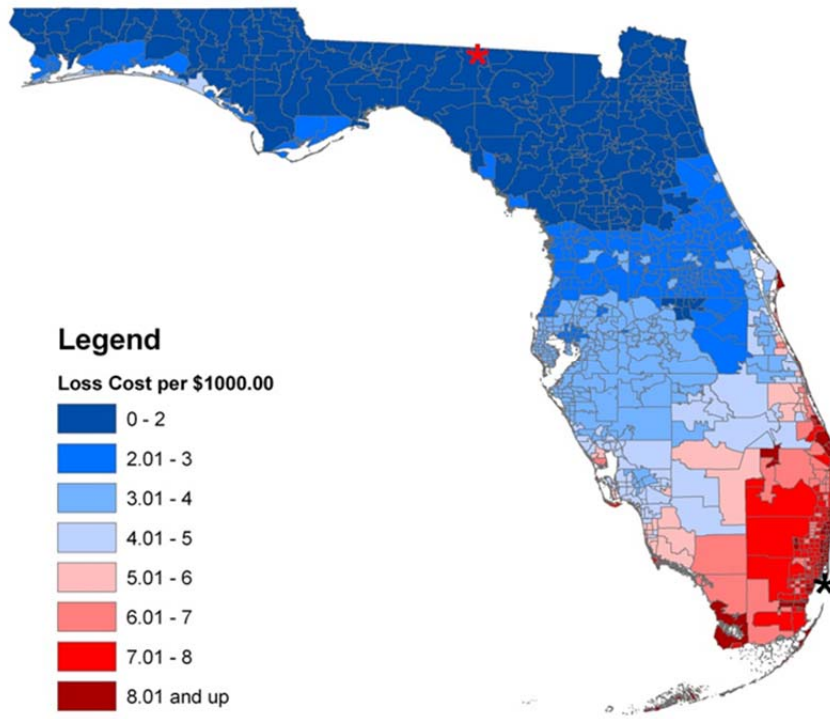 Legend
Loss Cost per $1000.00
0 - 2
2.01 - 3
3.01 - 4
4.01 - 5
5.01 - 6
6.01 - 7
7.01 - 8
8.01 and up